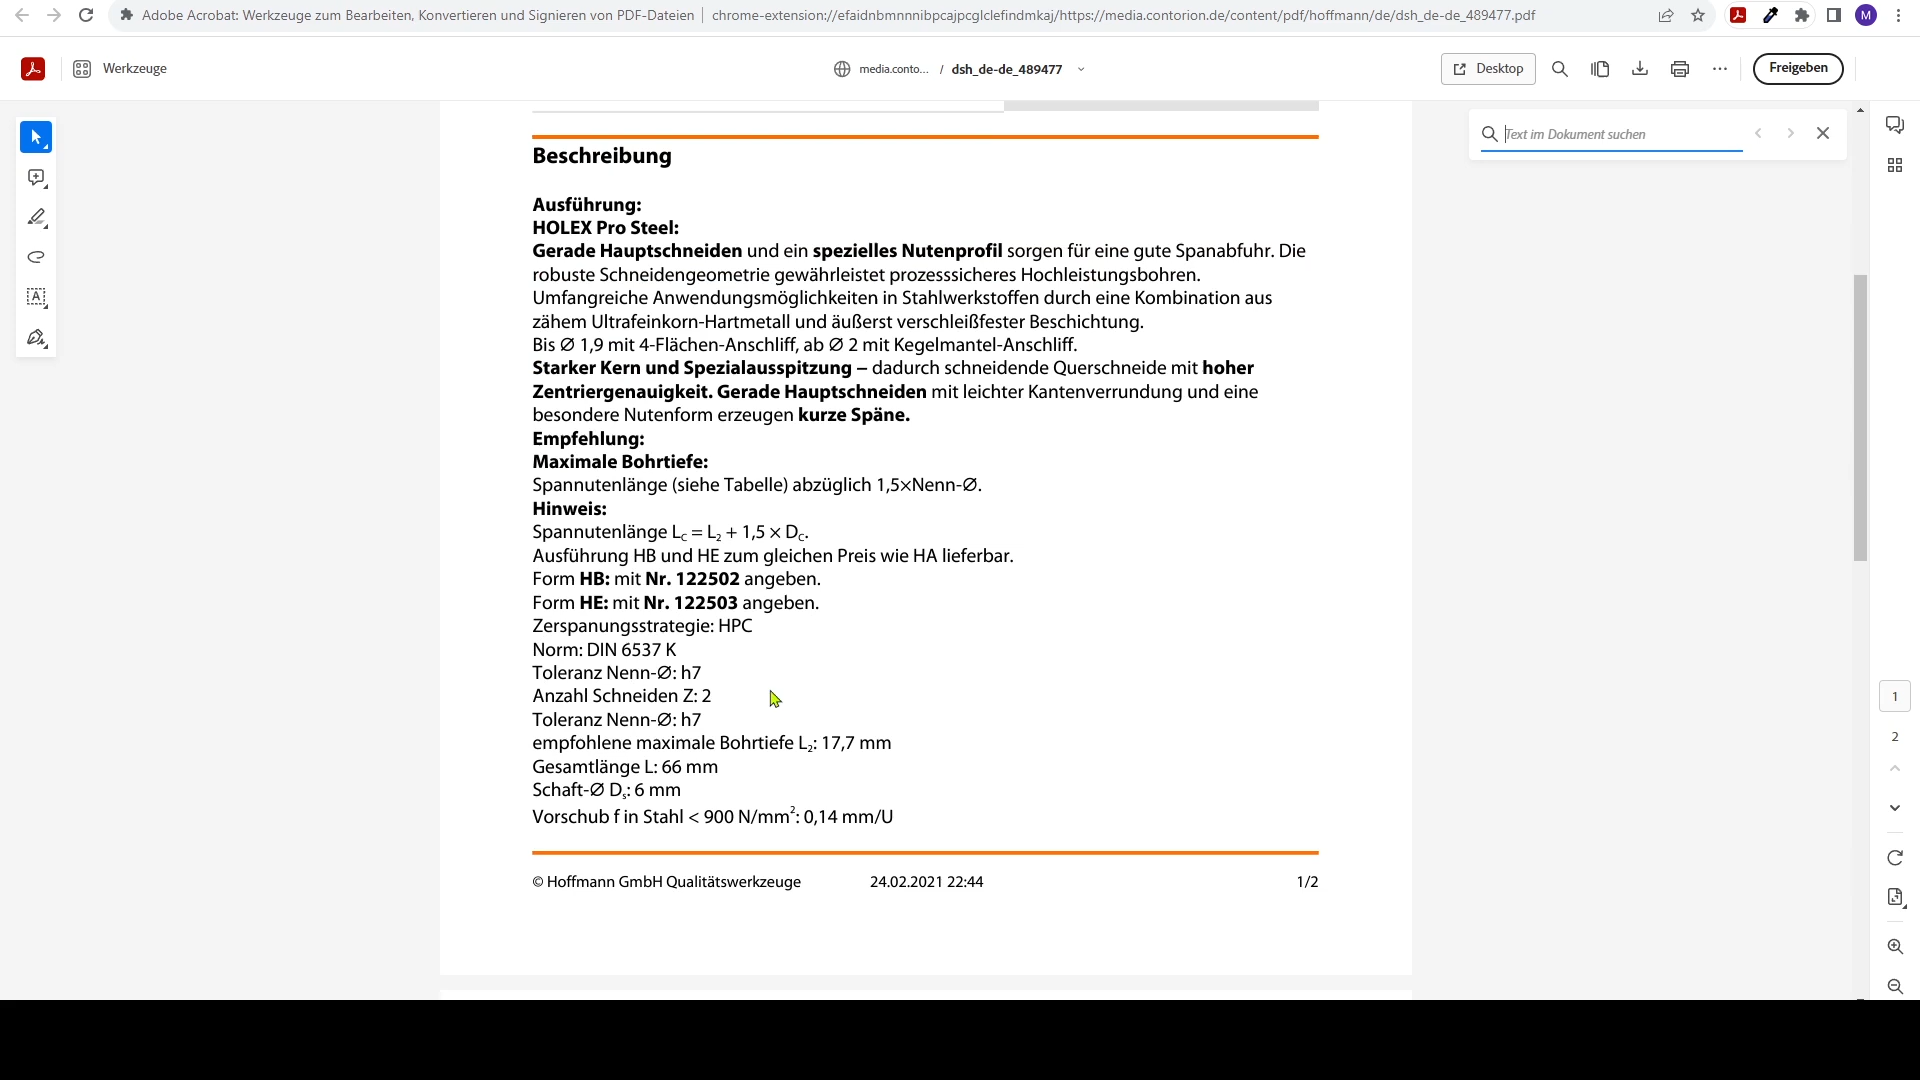 Adobe Acrobat: Werkzeuge zum Bearbeiten, Konvertieren und Signieren von PDF-Dateien | chrome-extension://efaidnbmnnnibpcajpcglclefindmkaj/https://media.contorion.de/content/pdf/hoffmann/de/dsh_de-de_489477.pdf M
Werkzeuge media.conto... / dsh_de-de_489477 Desktop Freigeben
Text im Dokument suchen
Beschreibung
Ausführung:
HOLEX Pro Steel:
Gerade Hauptschneiden und ein spezielles Nutenprofil sorgen für eine gute Spanabfuhr. Die
robuste Schneidengeometrie gewährleistet prozesssicheres Hochleistungsbohren.
Umfangreiche Anwendungsmöglichkeiten in Stahlwerkstoffen durch eine Kombination aus
zähem Ultrafeinkorn-Hartmetall und äußerst verschleißfester Beschichtung.
Bis Ø 1,9 mit 4-Flächen-Anschliff, ab Ø 2 mit Kegelmantel-Anschliff.
Starker Kern und Spezialausspitzung – dadurch schneidende Querschneide mit hoher
Zentriergenauigkeit. Gerade Hauptschneiden mit leichter Kantenverrundung und eine
besondere Nutenform erzeugen kurze Späne.
Empfehlung:
Maximale Bohrtiefe:
Spannutenlänge (siehe Tabelle) abzüglich 1,5×Nenn-Ø.
Hinweis:
Spannutenlänge L_C = L₂ + 1,5 × D_C.
Ausführung HB und HE zum gleichen Preis wie HA lieferbar.
Form HB: mit Nr. 122502 angeben.
Form HE: mit Nr. 122503 angeben.
Zerspanungsstrategie: HPC
Norm: DIN 6537 K
Toleranz Nenn-Ø: h7
Anzahl Schneiden Z: 2
Toleranz Nenn-Ø: h7
empfohlene maximale Bohrtiefe L₂: 17,7 mm
Gesamtlänge L: 66 mm
Schaft-Ø Dₛ: 6 mm
Vorschub f in Stahl < 900 N/mm²: 0,14 mm/U
© Hoffmann GmbH Qualitätswerkzeuge 24.02.2021 22:44 1/2
1
2